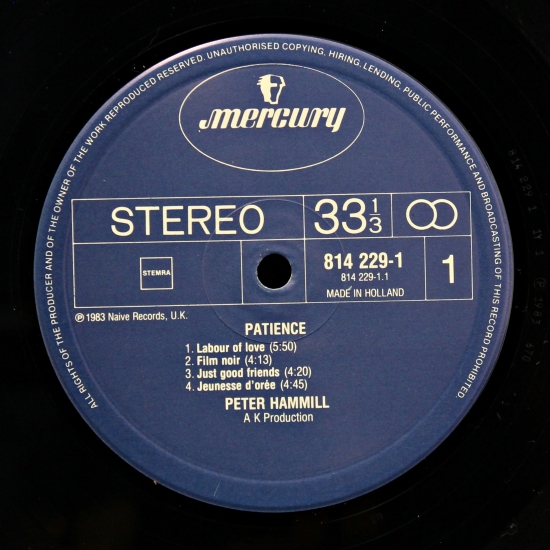 ALL RIGHTS OF THE PRODUCER AND OF THE OWNER OF THE WORK REPRODUCED RESERVED. UNAUTHORISED COPYING, HIRING, LENDING, PUBLIC PERFORMANCE AND BROADCASTING OF THIS RECORD PROHIBITED.
mercury
STEREO
33 1/3
STEMRA
814 229-1
814 229-1.1
MADE IN HOLLAND
1
℗ 1983 Naive Records, U.K.
PATIENCE
1. Labour of love (5:50)
2. Film noir (4:13)
3. Just good friends (4:20)
4. Jeunesse d'orée (4:45)
PETER HAMMILL
A K Production